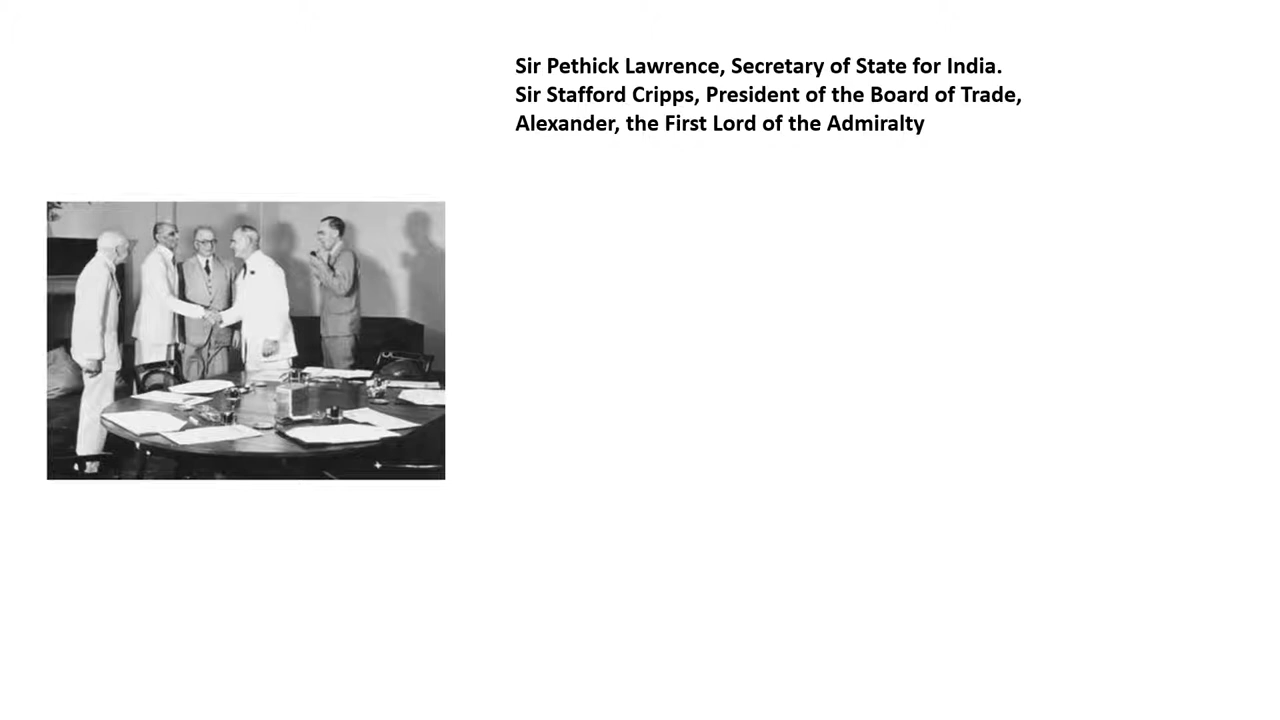 Sir Pethick Lawrence, Secretary of State for India.
Sir Stafford Cripps, President of the Board of Trade,
Alexander, the First Lord of the Admiralty